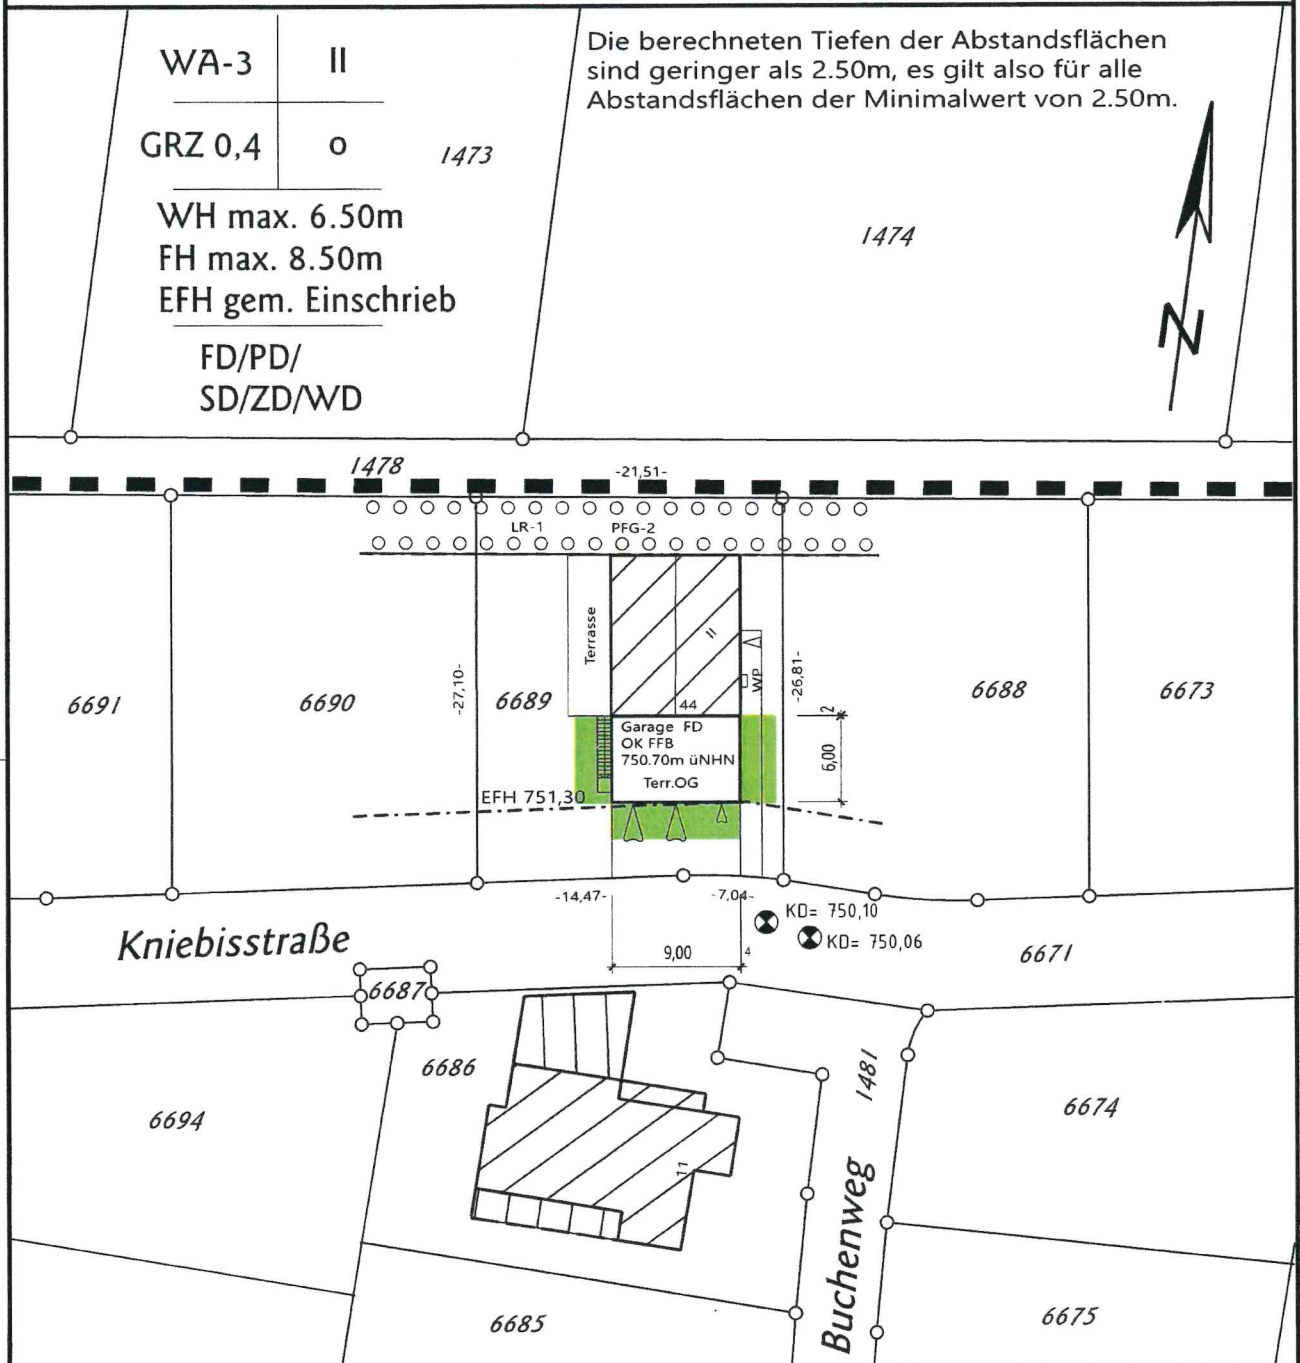 WA-3
II
GRZ 0,4
o
WH max. 6.50m
FH max. 8.50m
EFH gem. Einschrieb
FD/PD/
SD/ZD/WD
Die berechneten Tiefen der Abstandsflächen
sind geringer als 2.50m, es gilt also für alle
Abstandsflächen der Minimalwert von 2.50m.
1473
1474
N
1478
-21,51-
LR-1
PFG-2
Terrasse
II
WP
-27,10-
-26,81-
6691
6690
6689
6688
6673
44
2
Garage FD
OK FFB
750.70m üNHN
Terr.OG
6,00
EFH 751,30
-14,47-
-7,04-
KD= 750,10
KD= 750,06
Kniebisstraße
9,00
4
6671
6687
6686
1481
6694
6674
11
Buchenweg
6685
6675